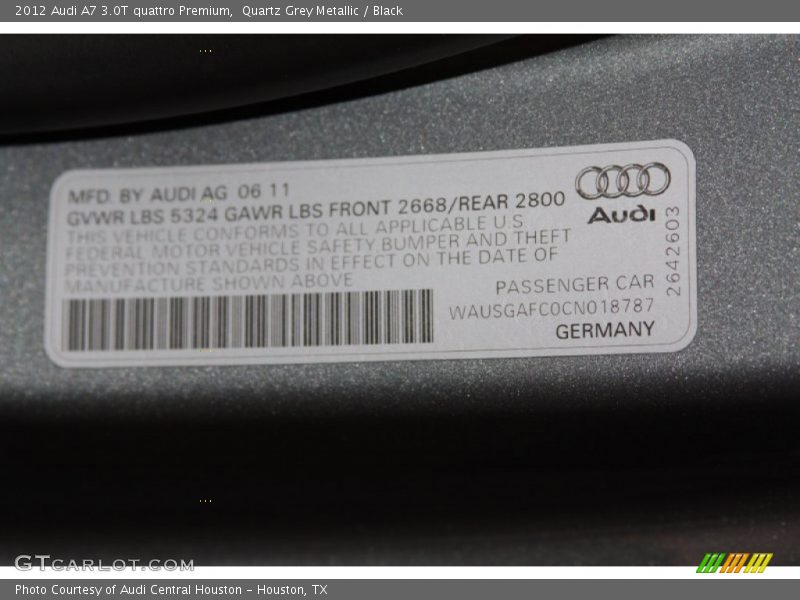 2012 Audi A7 3.0T quattro Premium, Quartz Grey Metallic / Black
MFD. BY AUDI AG 06 11
GVWR LBS 5324 GAWR LBS FRONT 2668/REAR 2800
THIS VEHICLE CONFORMS TO ALL APPLICABLE U.S
FEDERAL MOTOR VEHICLE SAFETY BUMPER AND THEFT
PREVENTION STANDARDS IN EFFECT ON THE DATE OF
MANUFACTURE SHOWN ABOVE
Audi
2642603
PASSENGER CAR
WAUSGAFC0CN018787
GERMANY
GTCARLOT.COM
Photo Courtesy of Audi Central Houston - Houston, TX